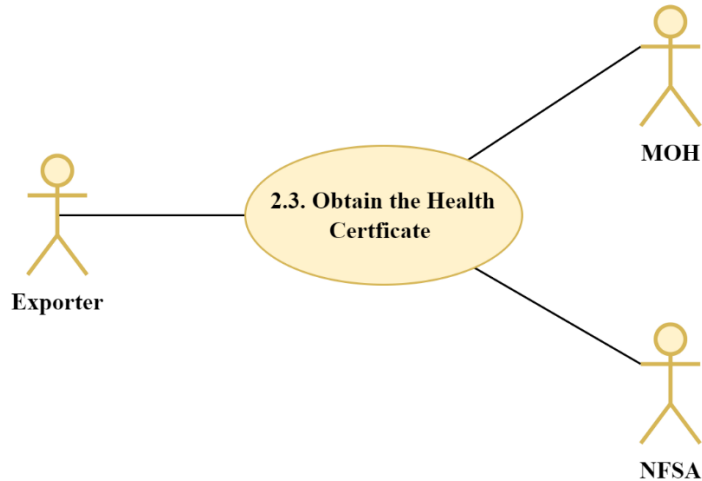 MOH
2.3. Obtain the Health
Certficate
Exporter
NFSA